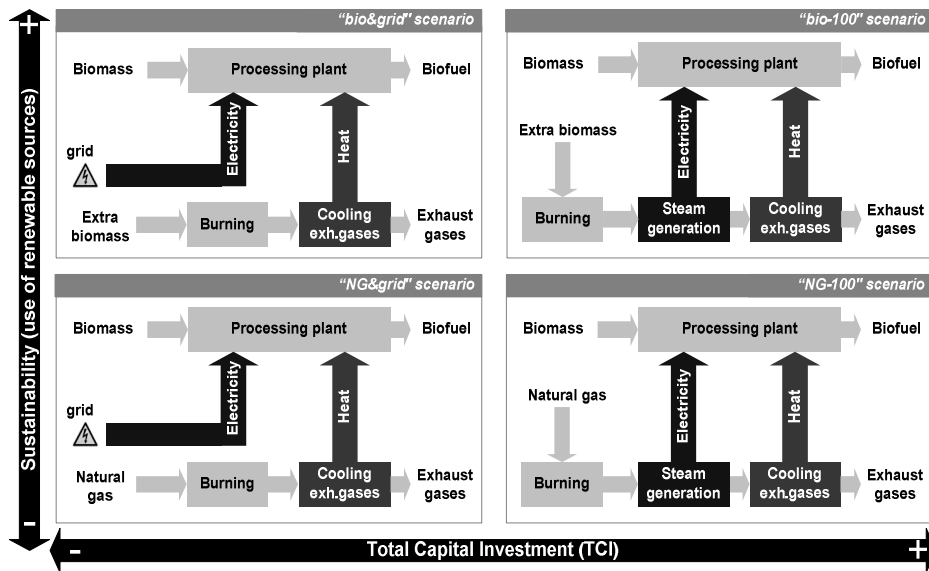 +
Sustainability (use of renewable sources)
-
“bio&grid” scenario
Biomass
Processing plant
Biofuel
Electricity
Heat
grid
Extra
biomass
Burning
Cooling
exh.gases
Exhaust
gases
“bio-100” scenario
Biomass
Processing plant
Biofuel
Extra biomass
Electricity
Heat
Burning
Steam
generation
Cooling
exh.gases
Exhaust
gases
“NG&grid” scenario
Biomass
Processing plant
Biofuel
Electricity
Heat
grid
Natural
gas
Burning
Cooling
exh.gases
Exhaust
gases
“NG-100” scenario
Biomass
Processing plant
Biofuel
Natural gas
Electricity
Heat
Burning
Steam
generation
Cooling
exh.gases
Exhaust
gases
-
Total Capital Investment (TCI)
+